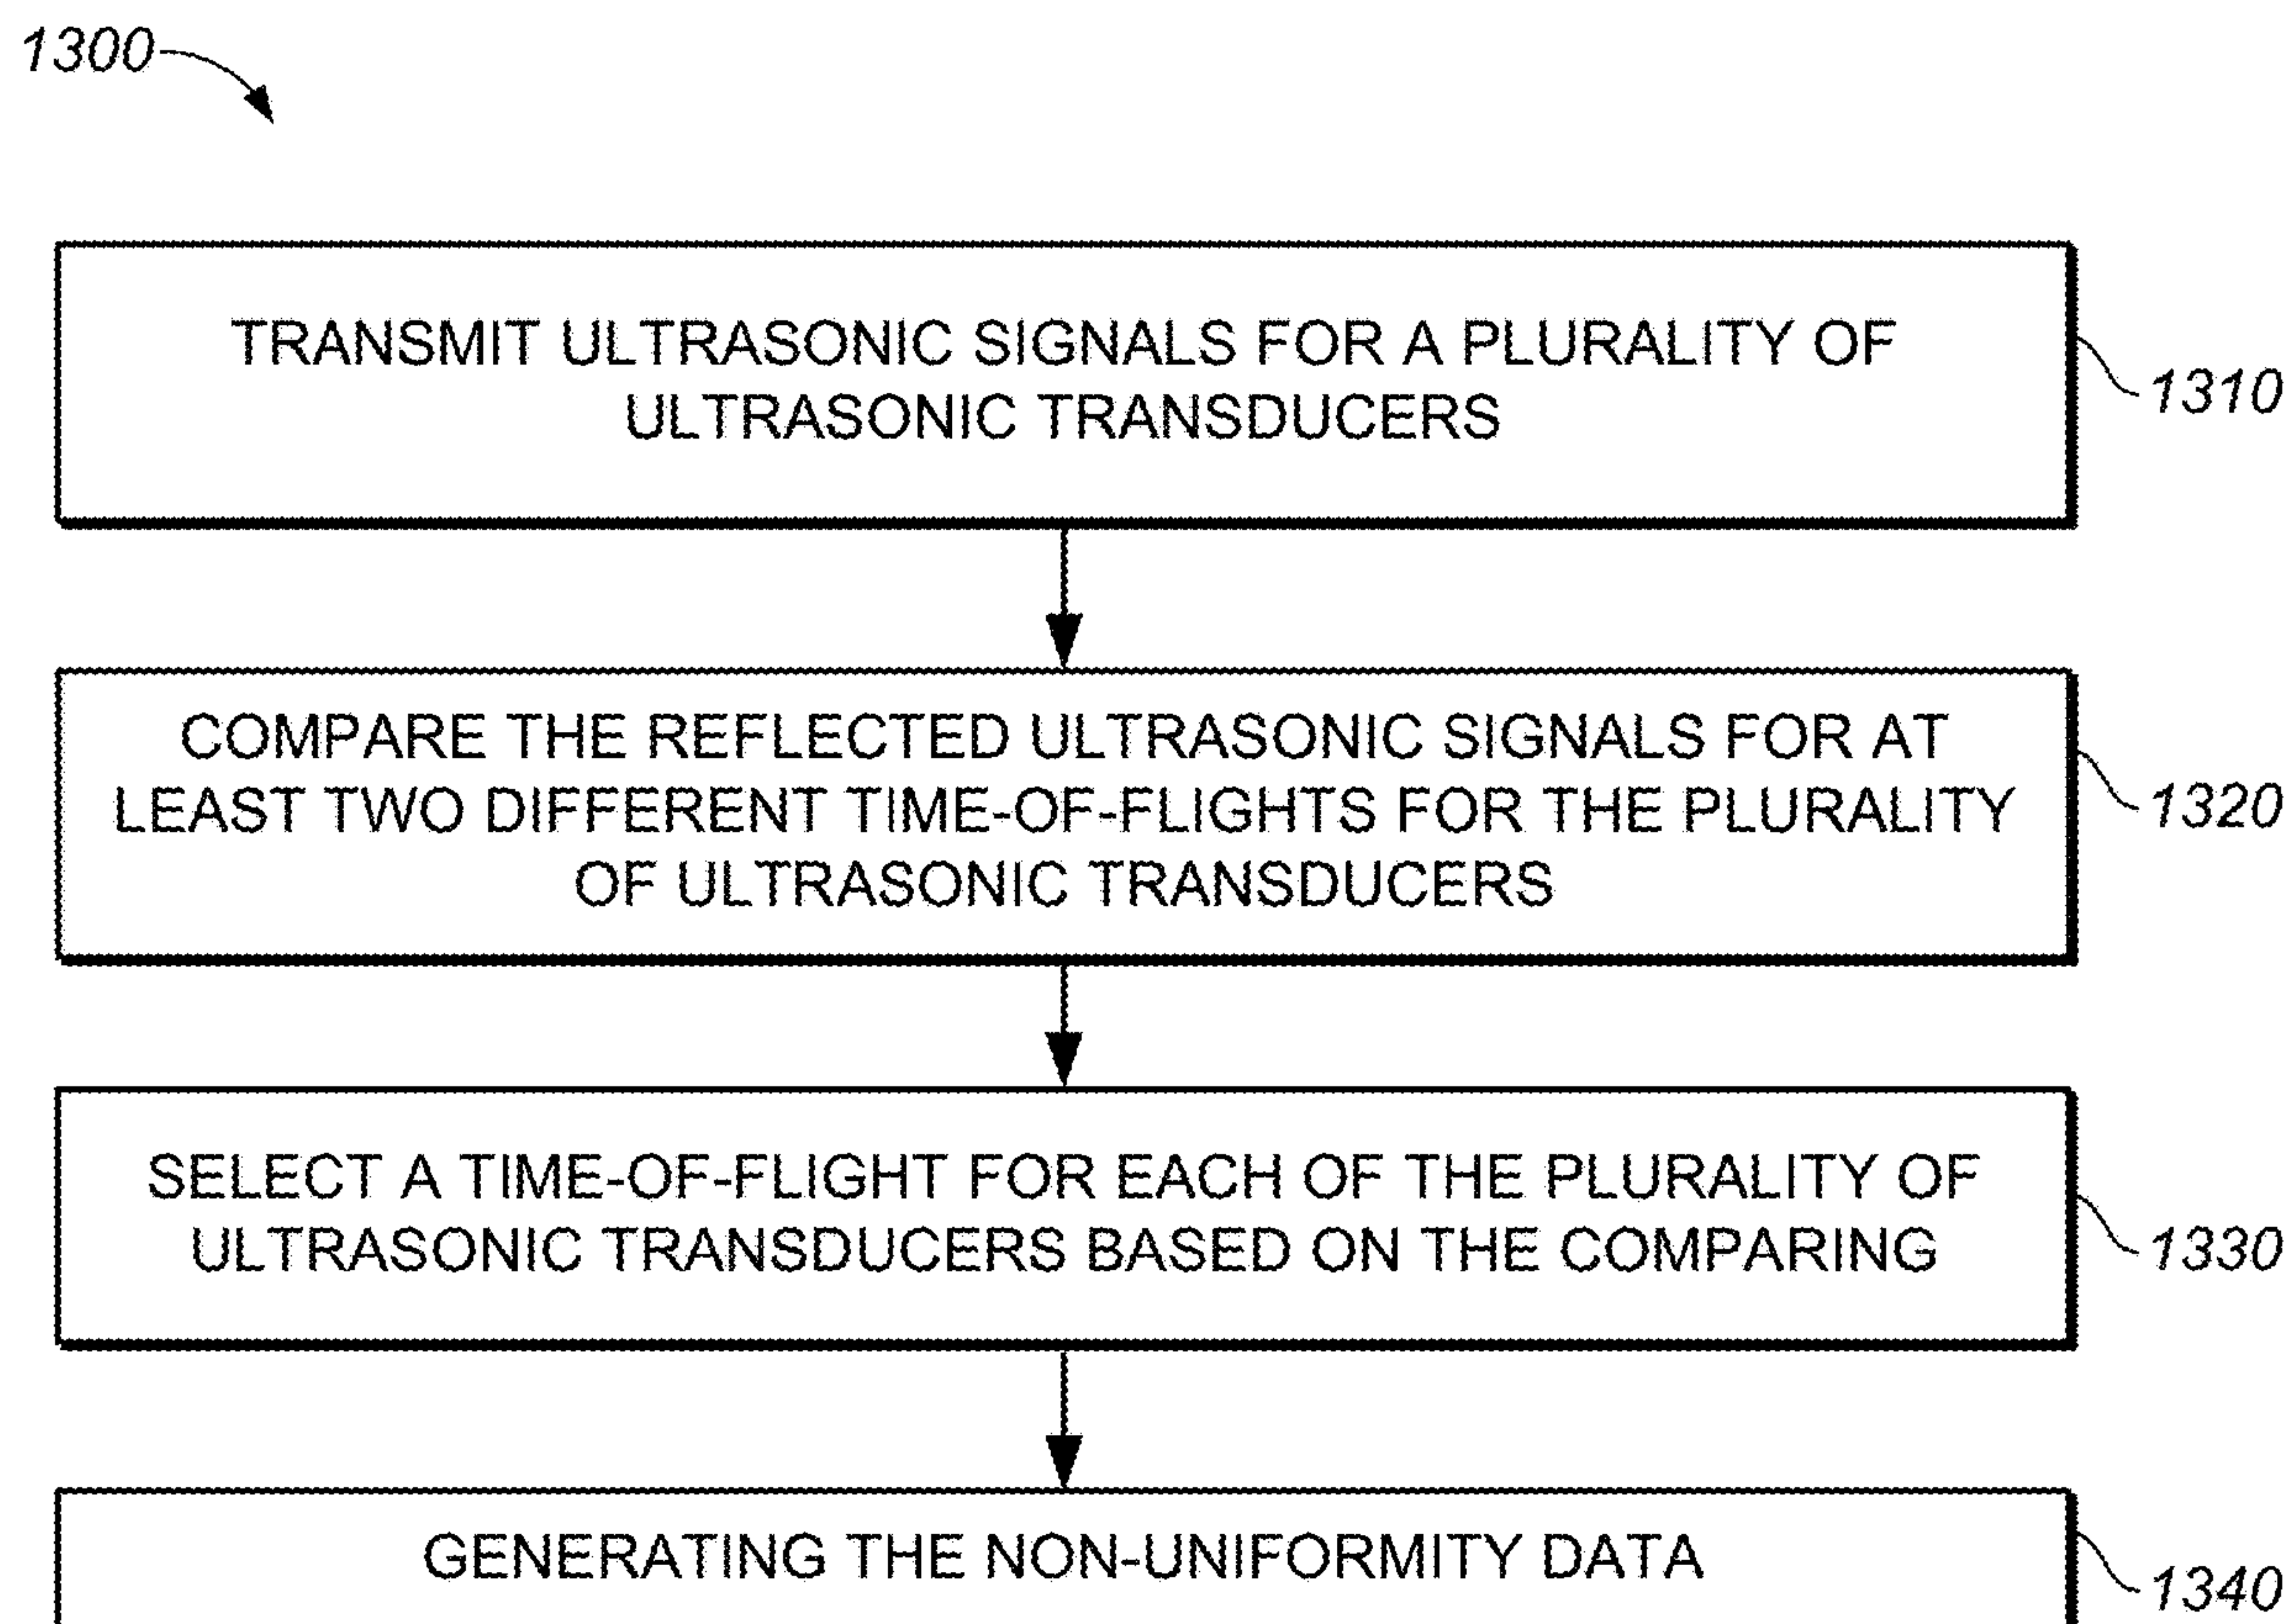 1300
TRANSMIT ULTRASONIC SIGNALS FOR A PLURALITY OF
ULTRASONIC TRANSDUCERS
1310
COMPARE THE REFLECTED ULTRASONIC SIGNALS FOR AT
LEAST TWO DIFFERENT TIME-OF-FLIGHTS FOR THE PLURALITY
OF ULTRASONIC TRANSDUCERS
1320
SELECT A TIME-OF-FLIGHT FOR EACH OF THE PLURALITY OF
ULTRASONIC TRANSDUCERS BASED ON THE COMPARING
1330
GENERATING THE NON-UNIFORMITY DATA
1340